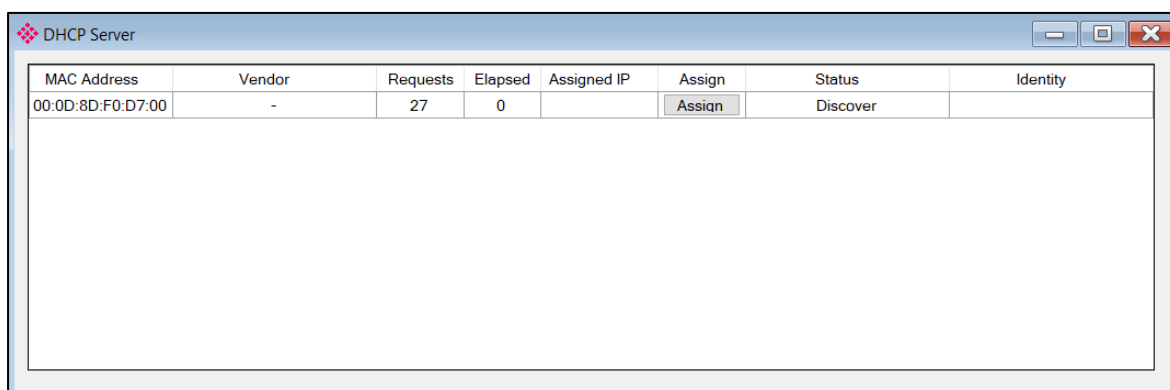 DHCP Server
MAC Address Vendor Requests Elapsed Assigned IP Assign Status Identity
00:0D:8D:F0:D7:00 - 27 0 Assign Discover